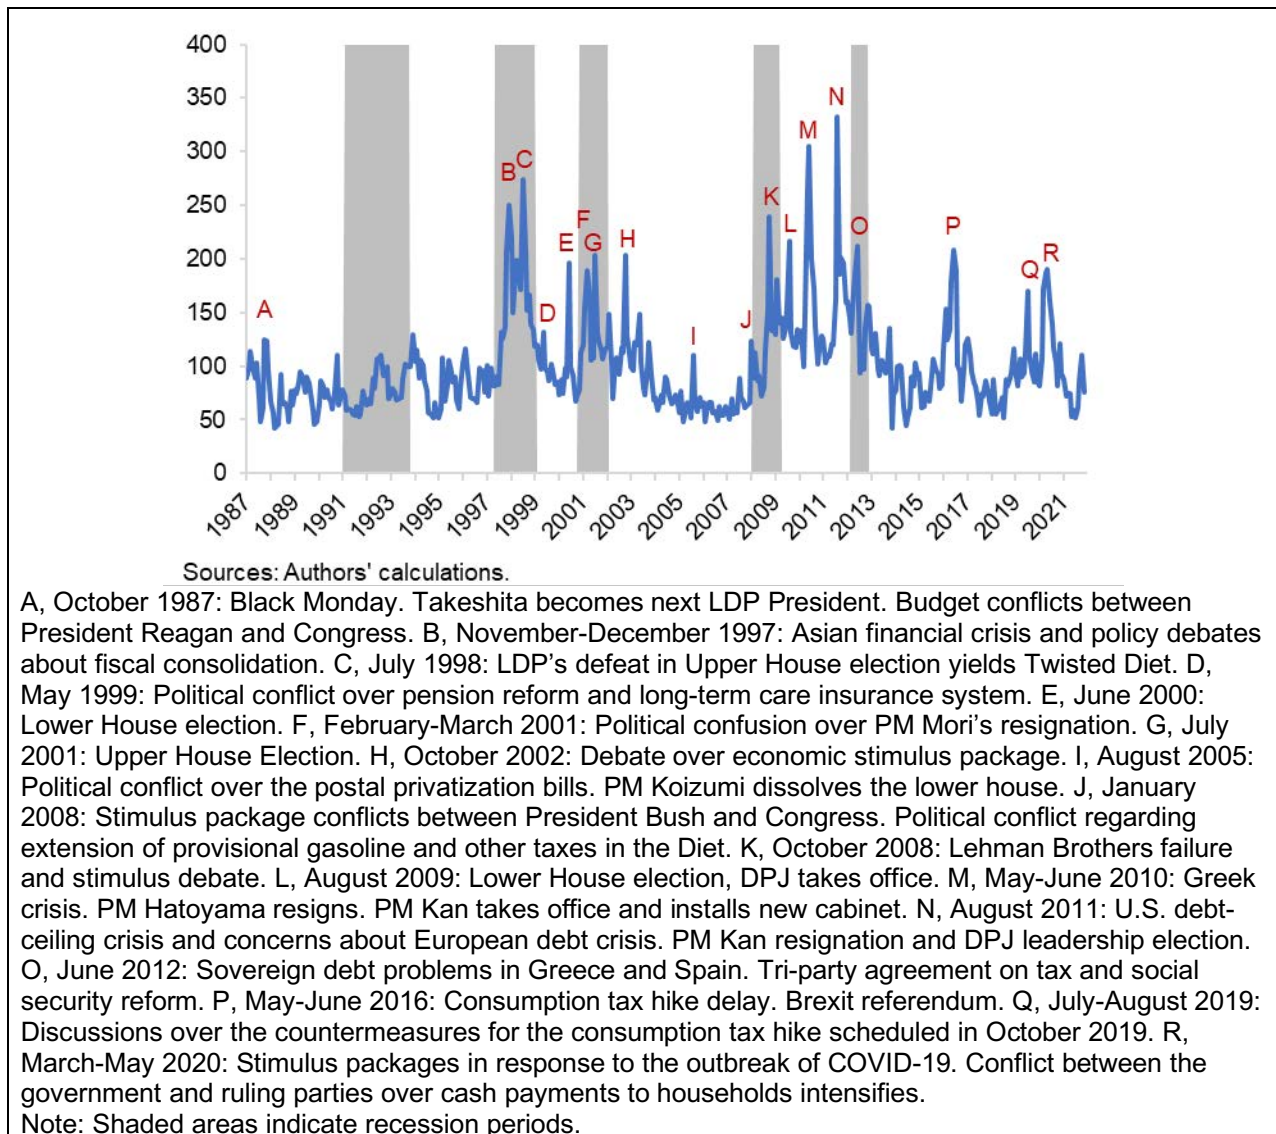 400
350
300
250
200
150
100
50
0
A
B
C
D
E
F
G
H
I
J
K
L
M
N
O
P
Q
R
1987
1989
1991
1993
1995
1997
1999
2001
2003
2005
2007
2009
2011
2013
2015
2017
2019
2021
Sources: Authors' calculations.
A, October 1987: Black Monday. Takeshita becomes next LDP President. Budget conflicts between
President Reagan and Congress. B, November-December 1997: Asian financial crisis and policy debates
about fiscal consolidation. C, July 1998: LDP’s defeat in Upper House election yields Twisted Diet. D,
May 1999: Political conflict over pension reform and long-term care insurance system. E, June 2000:
Lower House election. F, February-March 2001: Political confusion over PM Mori’s resignation. G, July
2001: Upper House Election. H, October 2002: Debate over economic stimulus package. I, August 2005:
Political conflict over the postal privatization bills. PM Koizumi dissolves the lower house. J, January
2008: Stimulus package conflicts between President Bush and Congress. Political conflict regarding
extension of provisional gasoline and other taxes in the Diet. K, October 2008: Lehman Brothers failure
and stimulus debate. L, August 2009: Lower House election, DPJ takes office. M, May-June 2010: Greek
crisis. PM Hatoyama resigns. PM Kan takes office and installs new cabinet. N, August 2011: U.S. debt-
ceiling crisis and concerns about European debt crisis. PM Kan resignation and DPJ leadership election.
O, June 2012: Sovereign debt problems in Greece and Spain. Tri-party agreement on tax and social
security reform. P, May-June 2016: Consumption tax hike delay. Brexit referendum. Q, July-August 2019:
Discussions over the countermeasures for the consumption tax hike scheduled in October 2019. R,
March-May 2020: Stimulus packages in response to the outbreak of COVID-19. Conflict between the
government and ruling parties over cash payments to households intensifies.
Note: Shaded areas indicate recession periods.